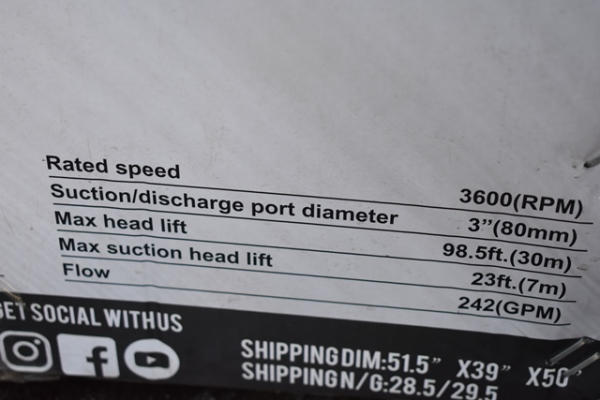 Rated speed 3600(RPM)
Suction/discharge port diameter 3”(80mm)
Max head lift 98.5ft.(30m)
Max suction head lift 23ft.(7m)
Flow 242(GPM)
GET SOCIAL WITH US
SHIPPING DIM:51.5” X39” X50”
SHIPPING N/G:28.5/29.5